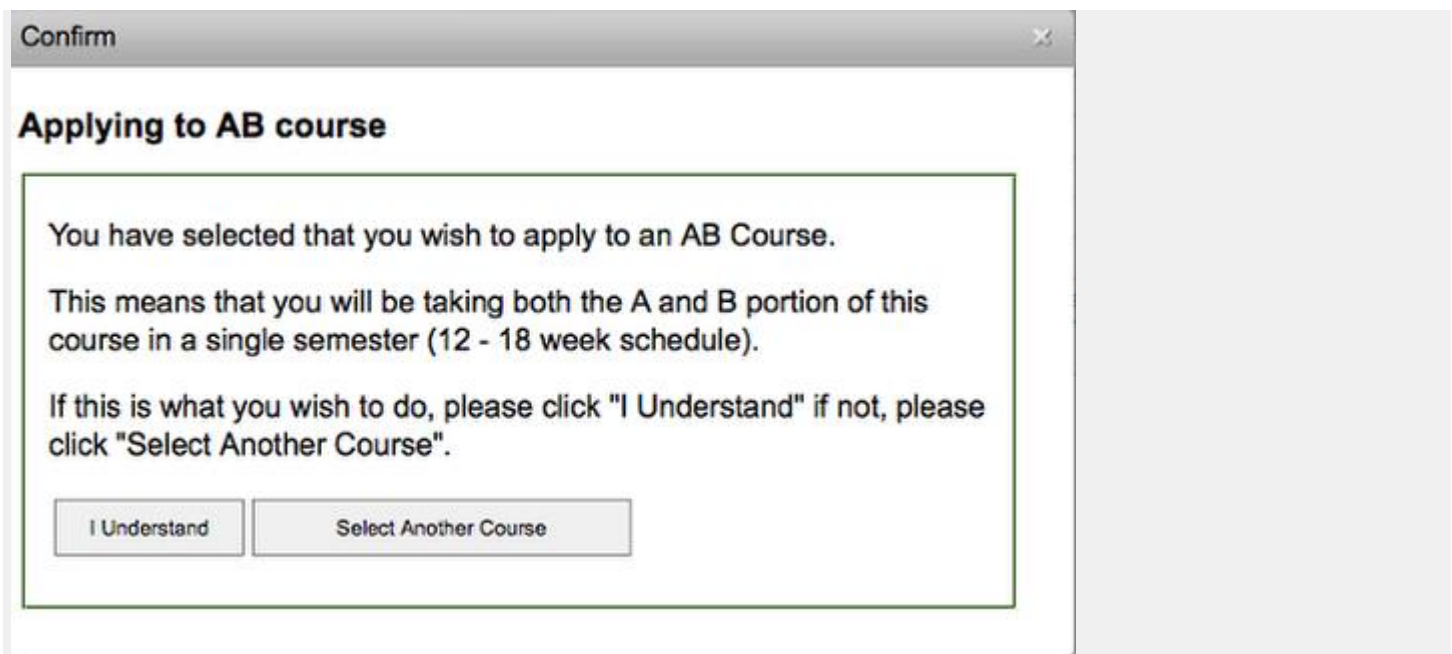 Confirm
Applying to AB course
You have selected that you wish to apply to an AB Course.
This means that you will be taking both the A and B portion of this
course in a single semester (12 - 18 week schedule).
If this is what you wish to do, please click "I Understand" if not, please
click "Select Another Course".
I Understand
Select Another Course